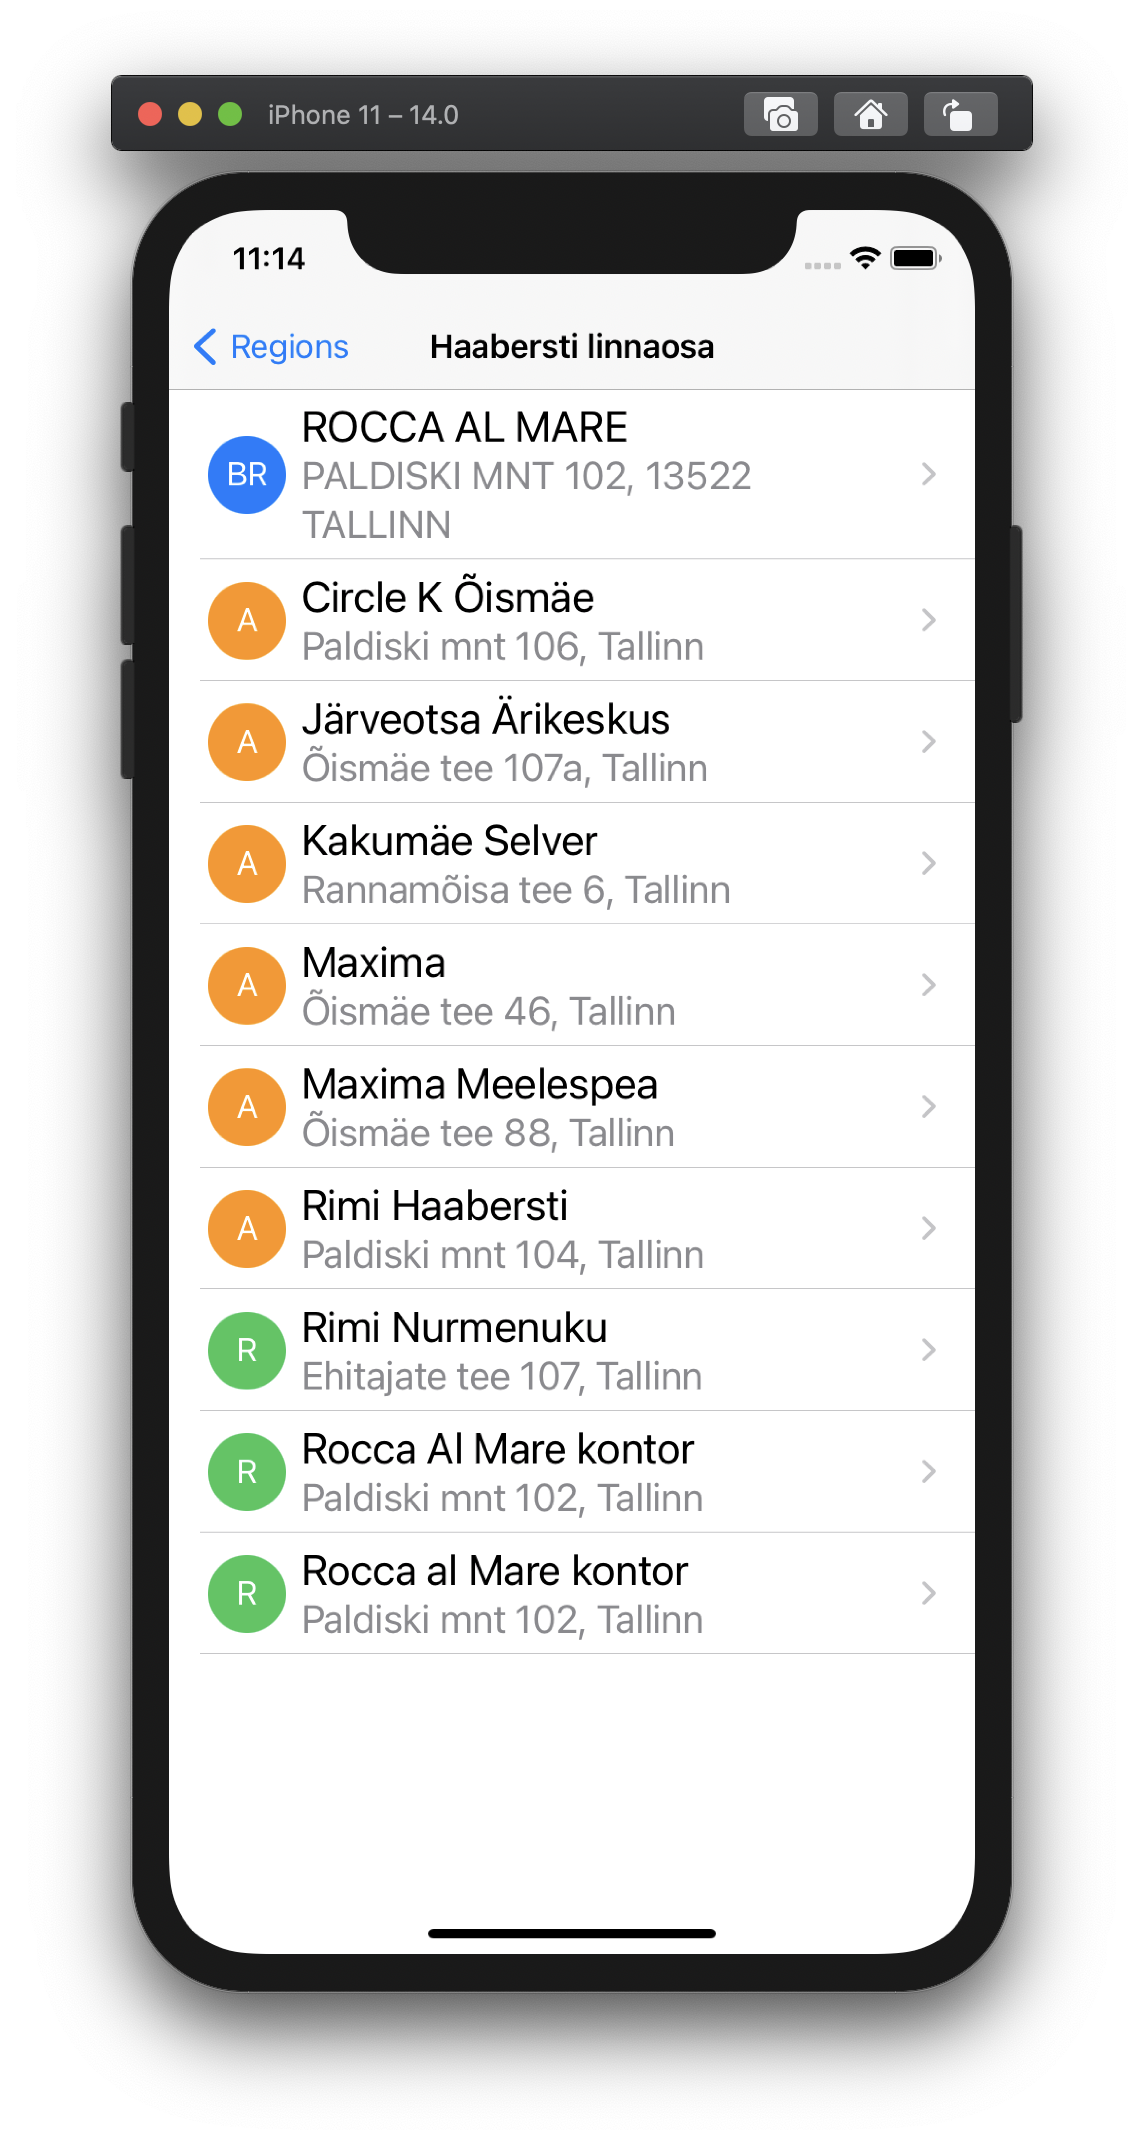 iPhone 11 – 14.0
11:14
Regions
Haabersti linnaosa
BR
ROCCA AL MARE
PALDISKI MNT 102, 13522
TALLINN
A
Circle K Õismäe
Paldiski mnt 106, Tallinn
A
Järveotsa Ärikeskus
Õismäe tee 107a, Tallinn
A
Kakumäe Selver
Rannamõisa tee 6, Tallinn
A
Maxima
Õismäe tee 46, Tallinn
A
Maxima Meelespea
Õismäe tee 88, Tallinn
A
Rimi Haabersti
Paldiski mnt 104, Tallinn
R
Rimi Nurmenuku
Ehitajate tee 107, Tallinn
R
Rocca Al Mare kontor
Paldiski mnt 102, Tallinn
R
Rocca al Mare kontor
Paldiski mnt 102, Tallinn